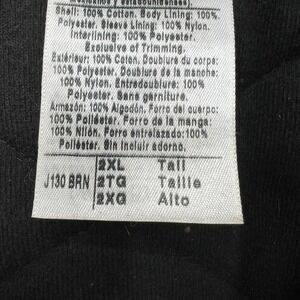 mexicanos y estadounidenses).
Shell: 100% Cotton. Body Lining: 100%
Polyester. Sleeve Lining: 100% Nylon.
Interlining: 100% Polyester.
Exclusive of Trimming.
Extérieur: 100% Coton. Doublure du corps:
100% Polyester. Doublure de la manche:
100% Nylon. Entredoublure: 100%
Polyester. Sans garniture.
Armazón: 100% Algodón. Forro del cuerpo:
100% Poliéster. Forro de la manga:
100% Nilón. Forro entrelazado: 100%
Poliéster. Sin incluir adorno.
2XL Tall
J130 BRN 2TG Taille
2XG Alto